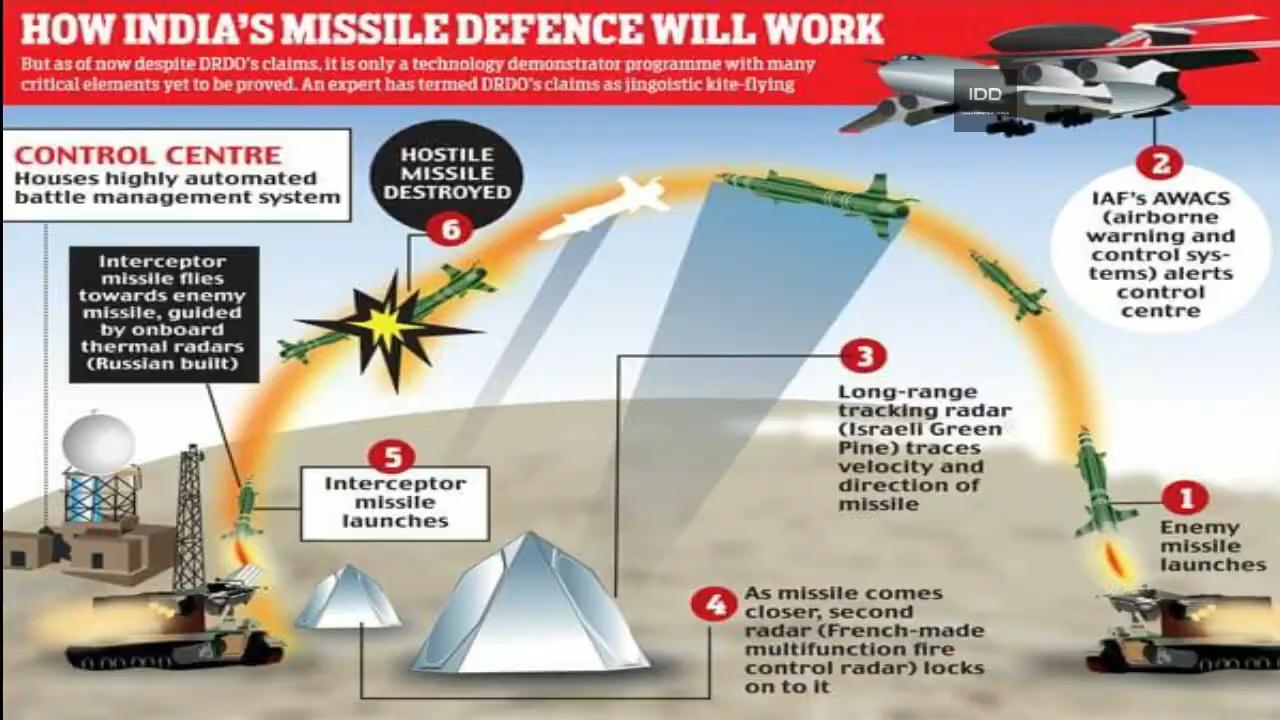 HOW INDIA'S MISSILE DEFENCE WILL WORK
But as of now despite DRDO's claims, it is only a technology demonstrator programme with many
critical elements yet to be proved. An expert has termed DRDO's claims as jingoistic kite-flying
IDD
CONTROL CENTRE
Houses highly automated
battle management system
HOSTILE
MISSILE
DESTROYED
6
2
IAF's AWACS
(airborne
warning and
control sys-
tems) alerts
control
centre
Interceptor
missile flies
towards enemy
missile, guided
by onboard
thermal radars
(Russian built)
3
Long-range
tracking radar
(Israeli Green
Pine) traces
velocity and
direction of
missile
5
Interceptor
missile
launches
1
Enemy
missile
launches
4
As missile comes
closer, second
radar (French-made
multifunction fire
control radar) locks
on to it